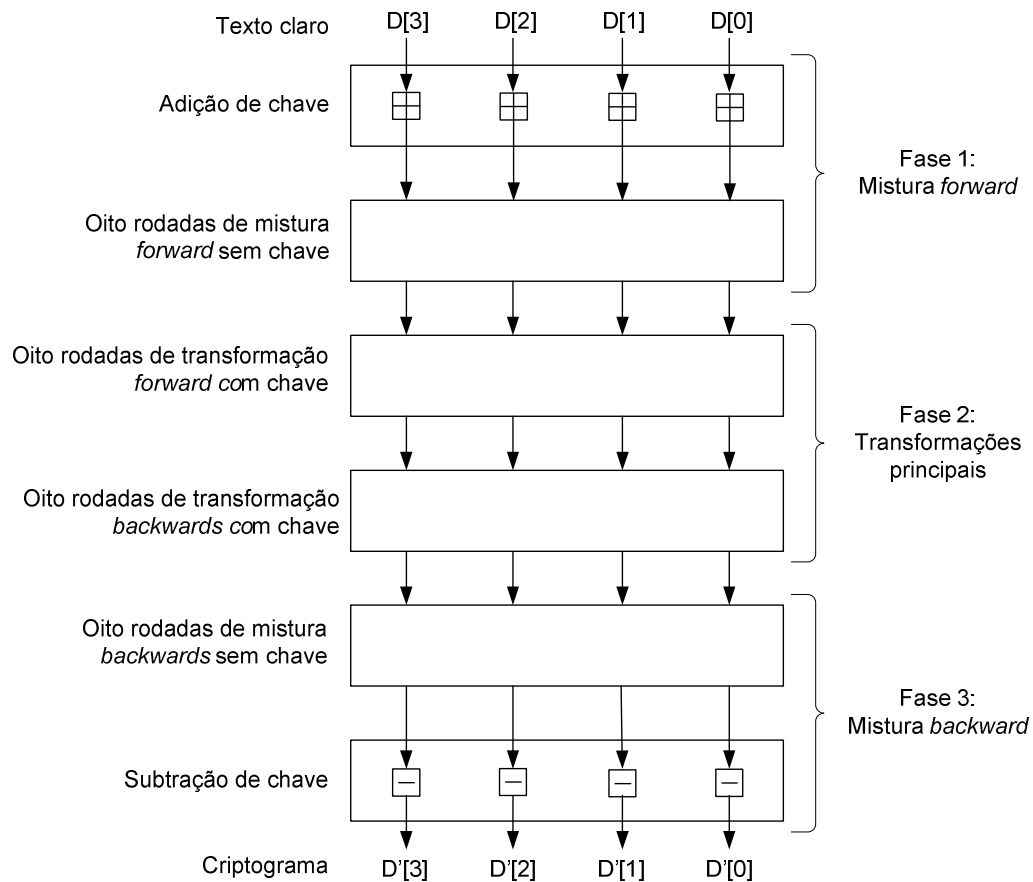 Texto claro
D[3] D[2] D[1] D[0]
Adição de chave
Fase 1:
Mistura forward
Oito rodadas de mistura
forward sem chave
Oito rodadas de transformação
forward com chave
Fase 2:
Transformações
principais
Oito rodadas de transformação
backwards com chave
Oito rodadas de mistura
backwards sem chave
Fase 3:
Mistura backward
Subtração de chave
Criptograma
D'[3] D'[2] D'[1] D'[0]